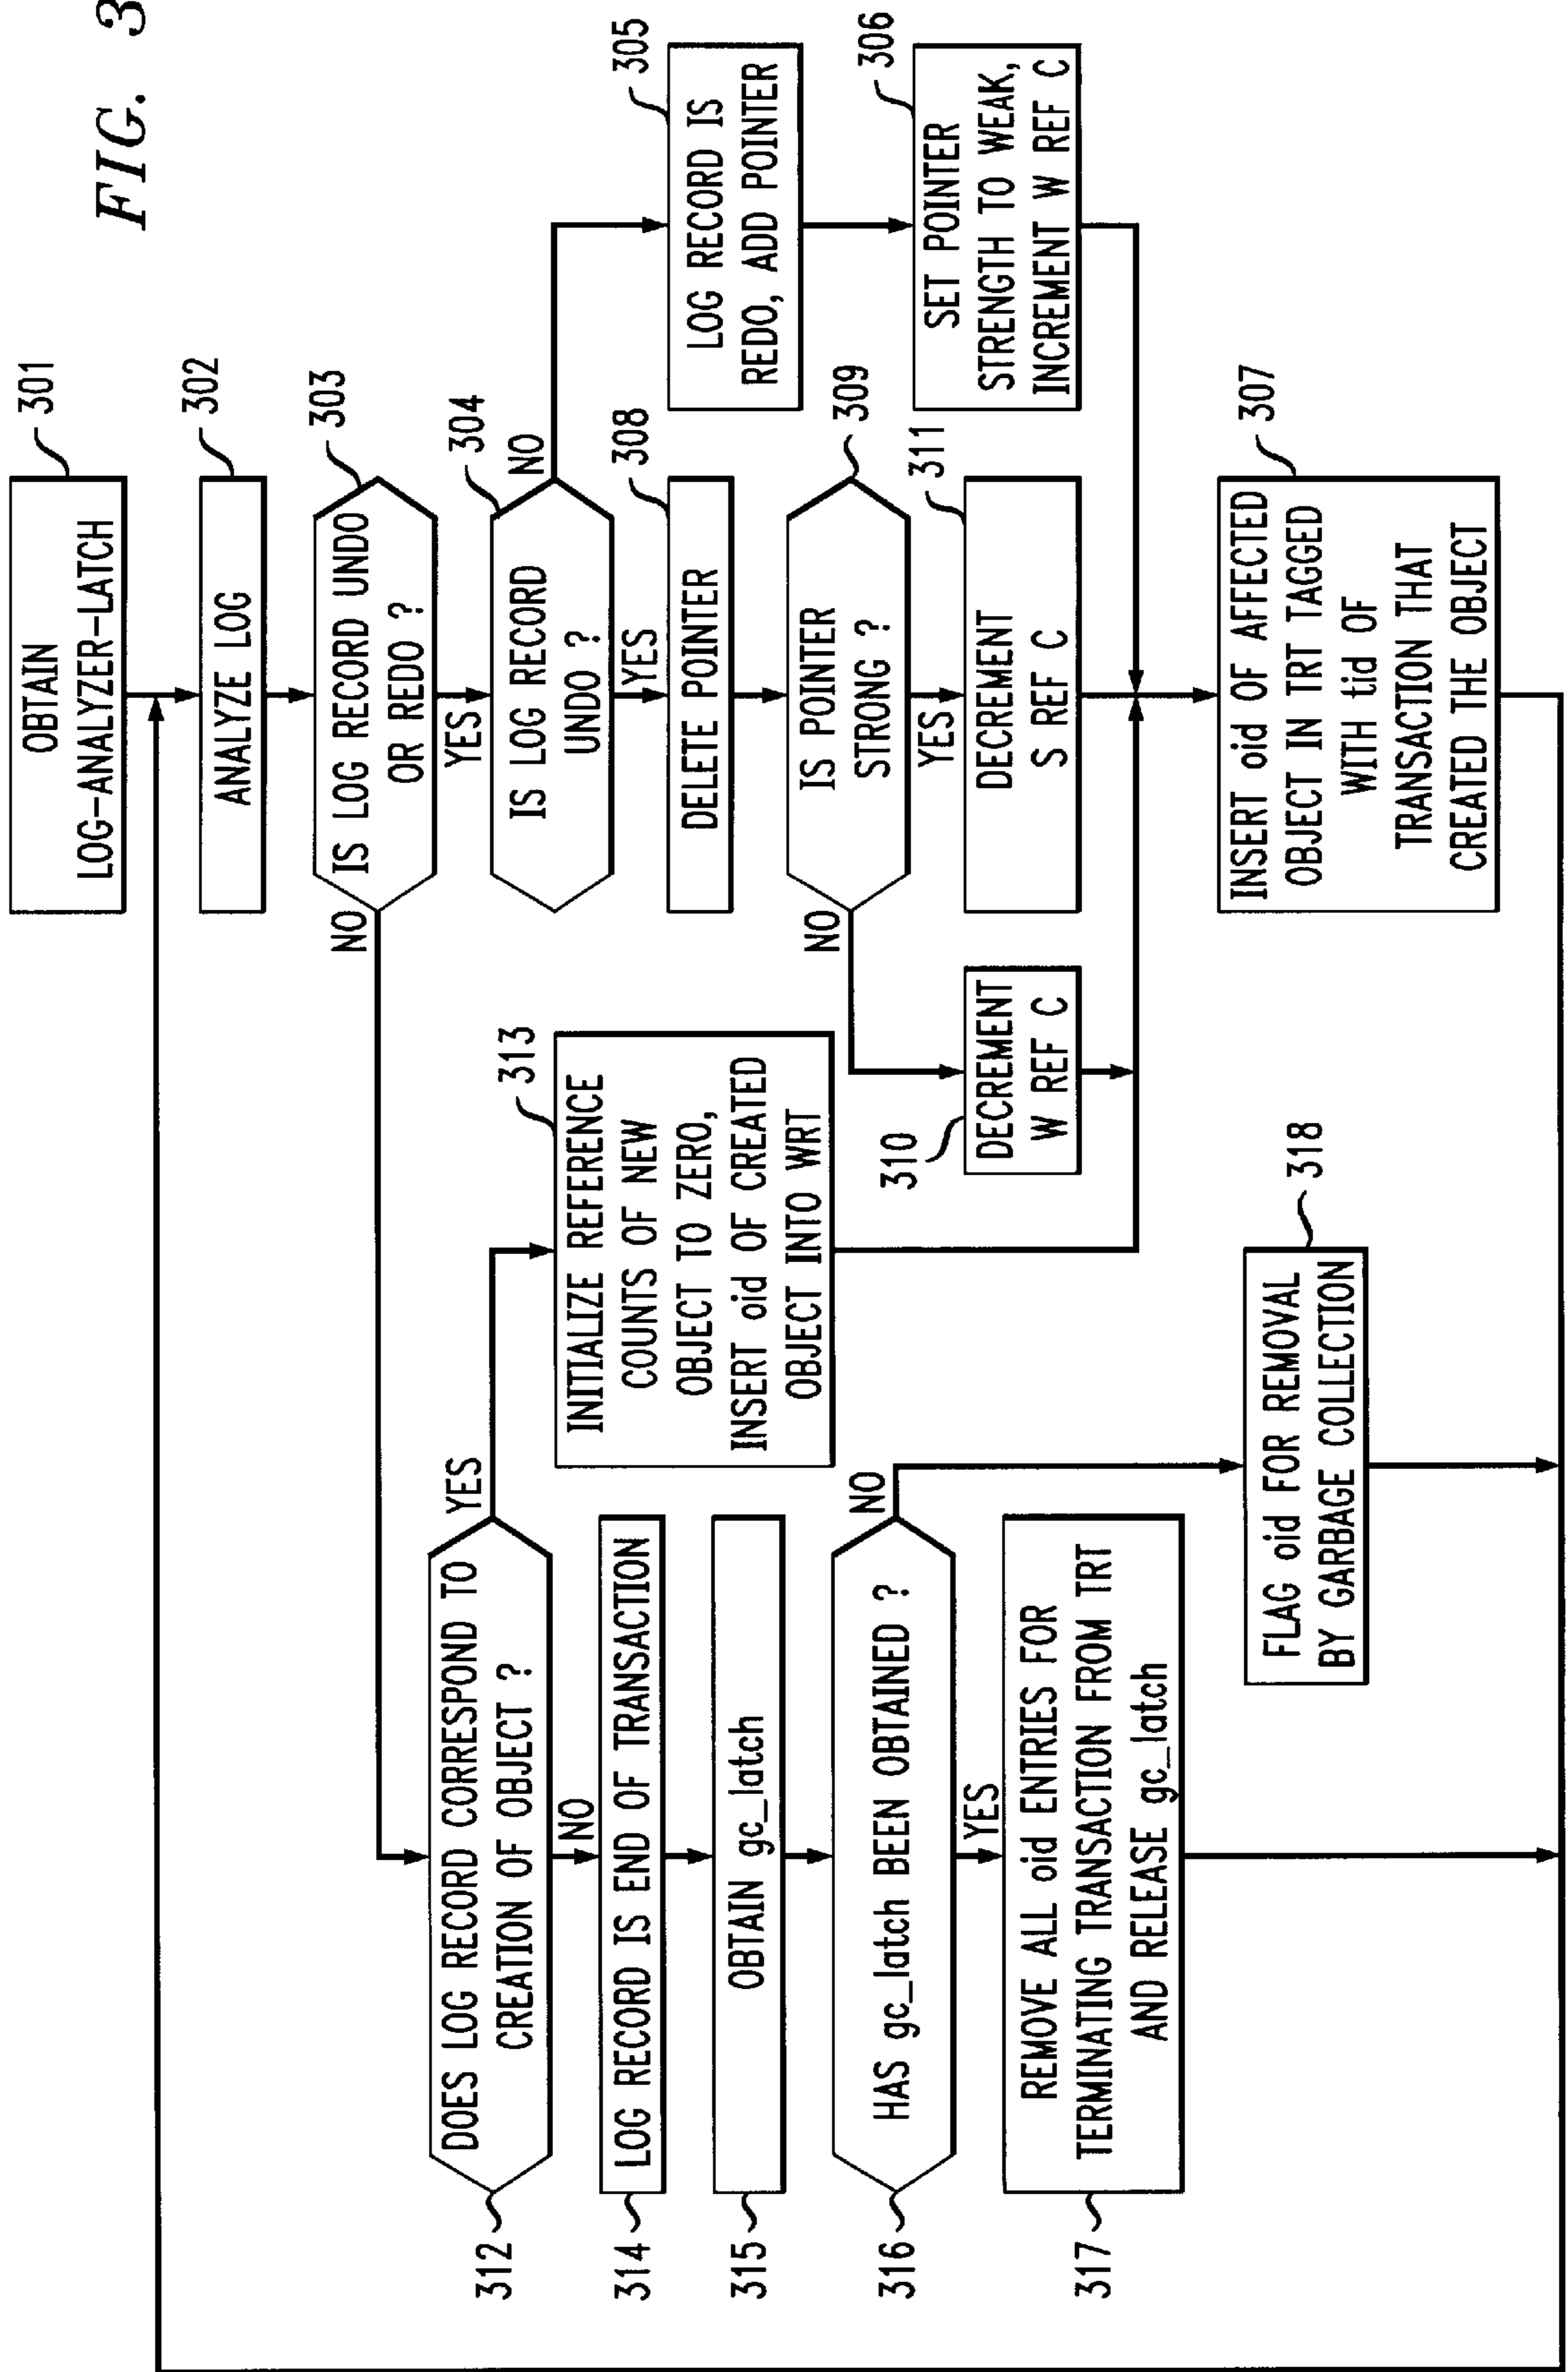 FIG. 3
OBTAIN
LOG-ANALYZER-LATCH
301
ANALYZE LOG
302
IS LOG RECORD UNDO
OR REDO ?
303
NO
YES
IS LOG RECORD
UNDO ?
304
NO
YES
LOG RECORD IS
REDO, ADD POINTER
305
SET POINTER
STRENGTH TO WEAK,
INCREMENT W REF C
306
DELETE POINTER
308
IS POINTER
STRONG ?
309
NO
YES
DECREMENT
W REF C
310
DECREMENT
S REF C
311
INSERT oid OF AFFECTED
OBJECT IN TRT TAGGED
WITH tid OF
TRANSACTION THAT
CREATED THE OBJECT
307
DOES LOG RECORD CORRESPOND TO
CREATION OF OBJECT ?
312
YES
NO
INITIALIZE REFERENCE
COUNTS OF NEW
OBJECT TO ZERO,
INSERT oid OF CREATED
OBJECT INTO WRT
313
LOG RECORD IS END OF TRANSACTION
314
OBTAIN gc_latch
315
HAS gc_latch BEEN OBTAINED ?
316
NO
YES
REMOVE ALL oid ENTRIES FOR
TERMINATING TRANSACTION FROM TRT
AND RELEASE gc_latch
317
FLAG oid FOR REMOVAL
BY GARBAGE COLLECTION
318